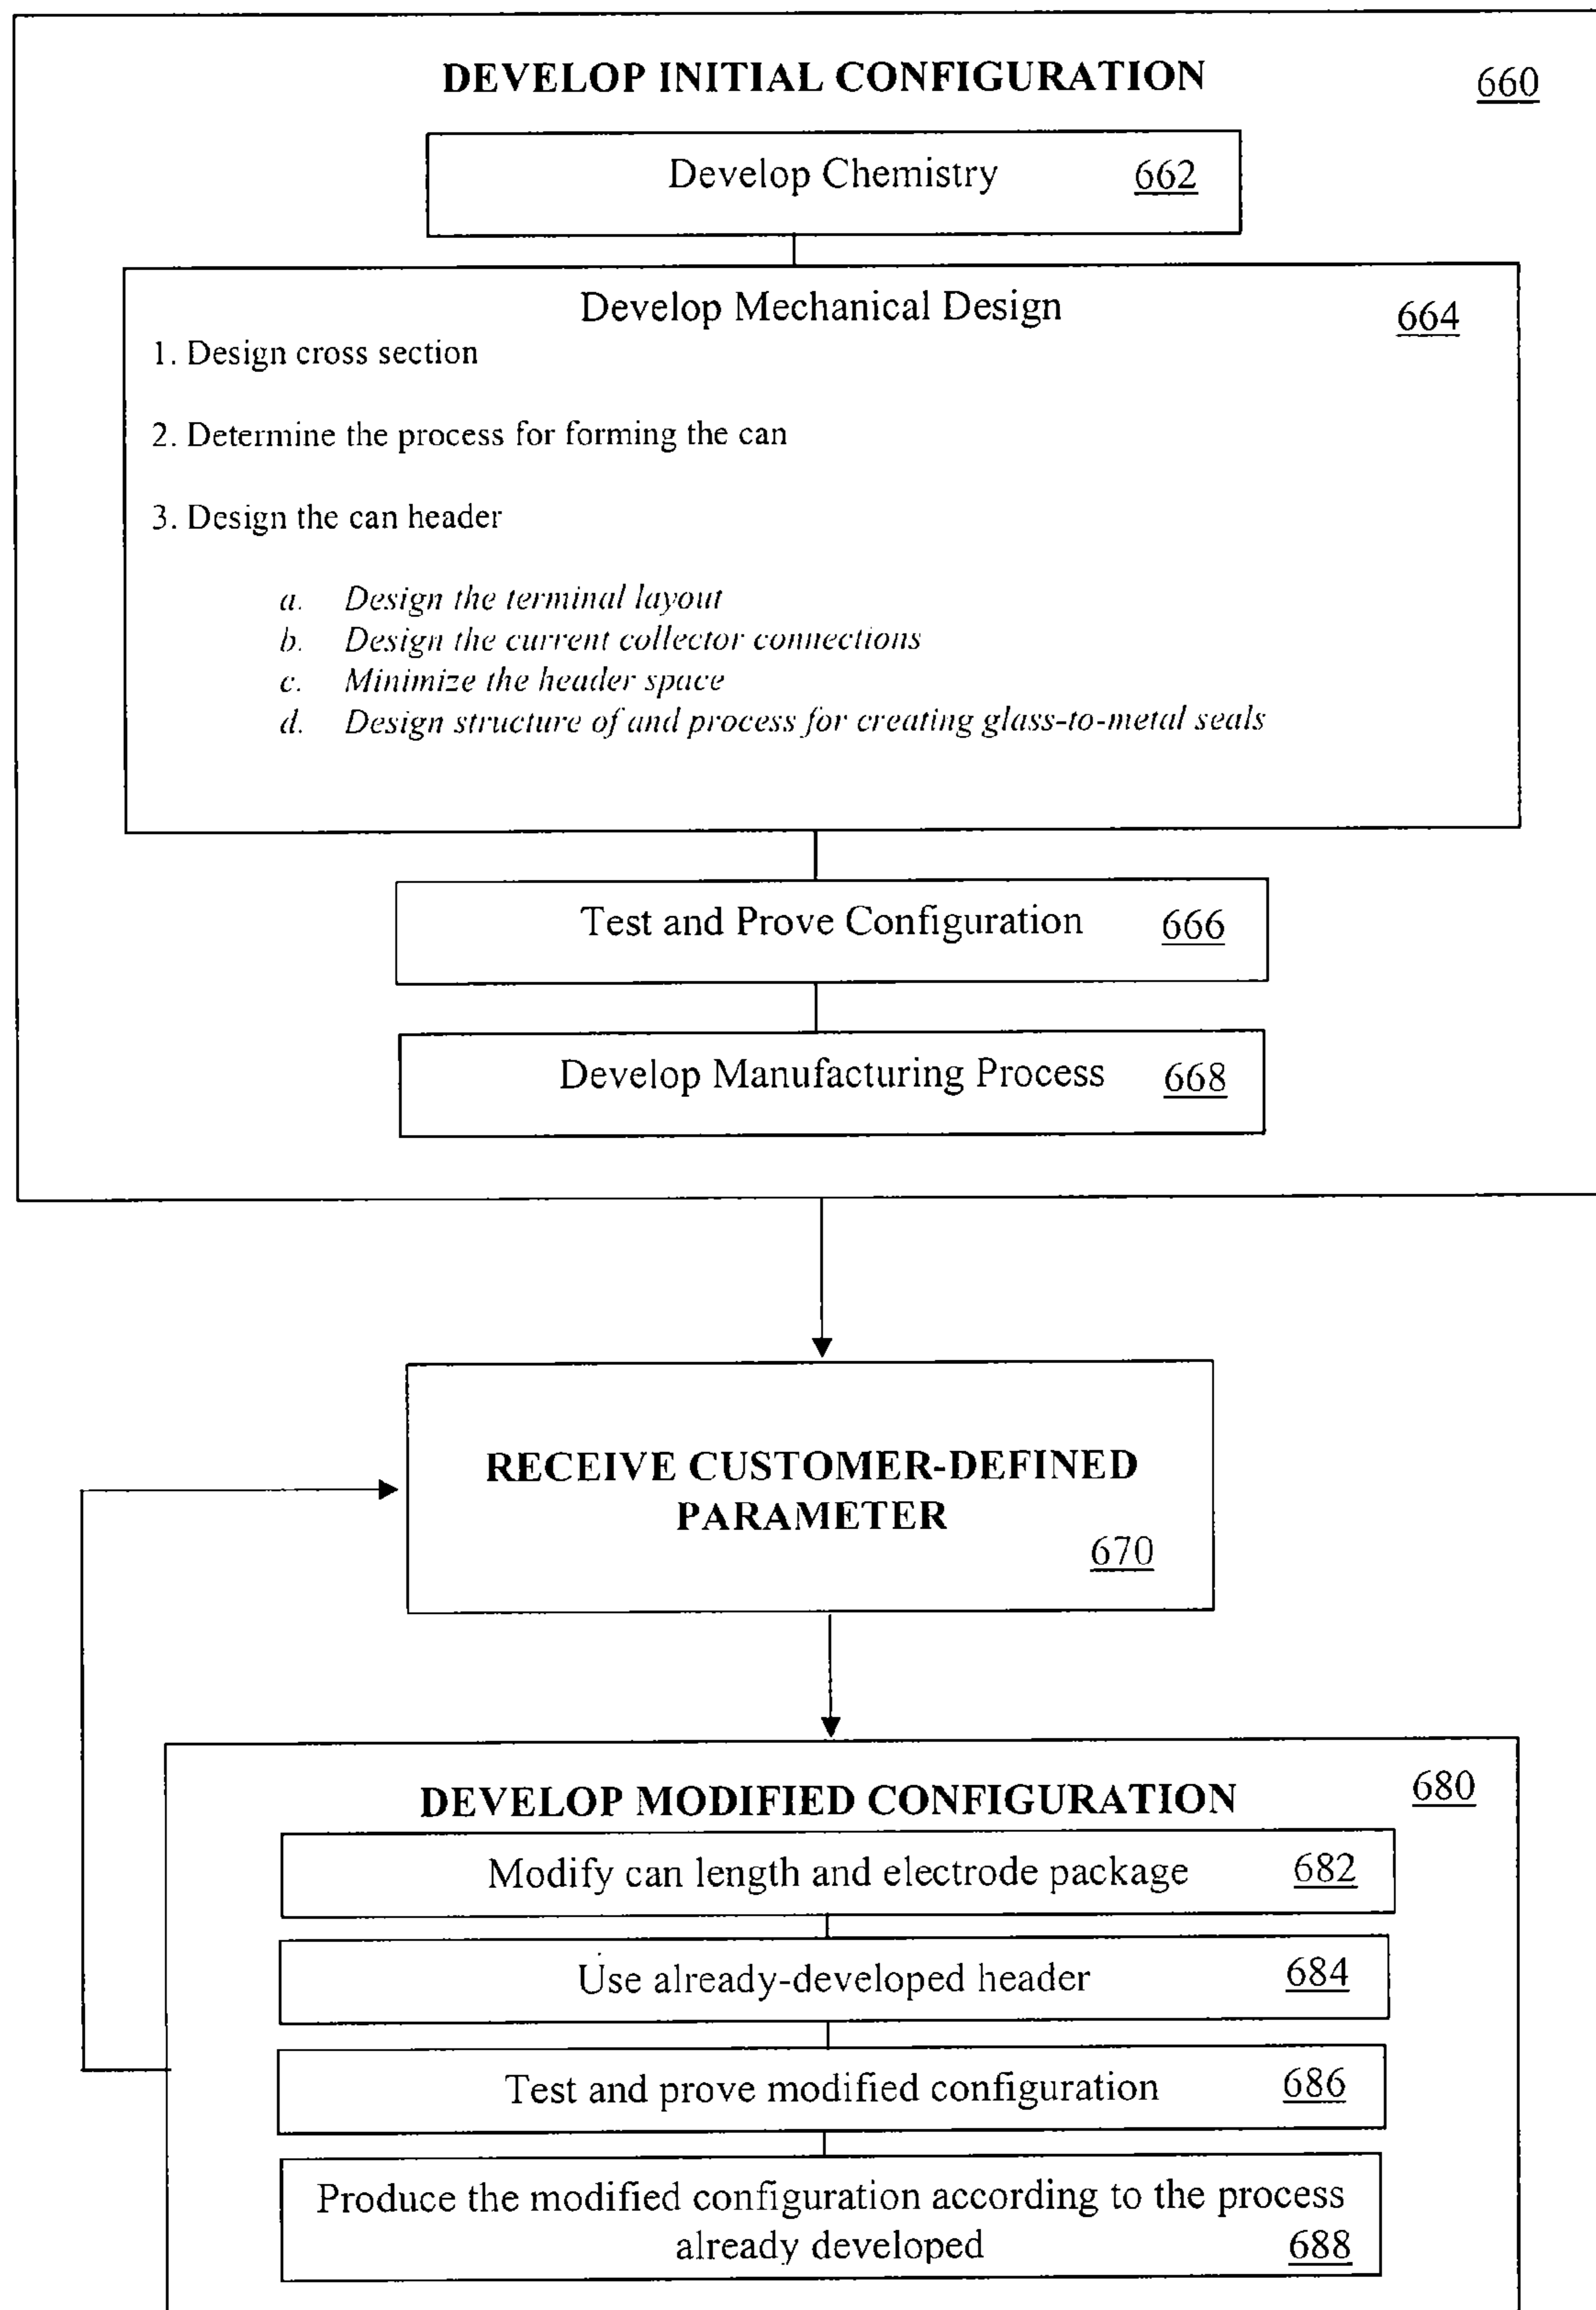 DEVELOP INITIAL CONFIGURATION 660
Develop Chemistry 662
Develop Mechanical Design 664
1. Design cross section
2. Determine the process for forming the can
3. Design the can header
a. Design the terminal layout
b. Design the current collector connections
c. Minimize the header space
d. Design structure of and process for creating glass-to-metal seals
Test and Prove Configuration 666
Develop Manufacturing Process 668
RECEIVE CUSTOMER-DEFINED
PARAMETER
670
DEVELOP MODIFIED CONFIGURATION 680
Modify can length and electrode package 682
Use already-developed header 684
Test and prove modified configuration 686
Produce the modified configuration according to the process
already developed 688